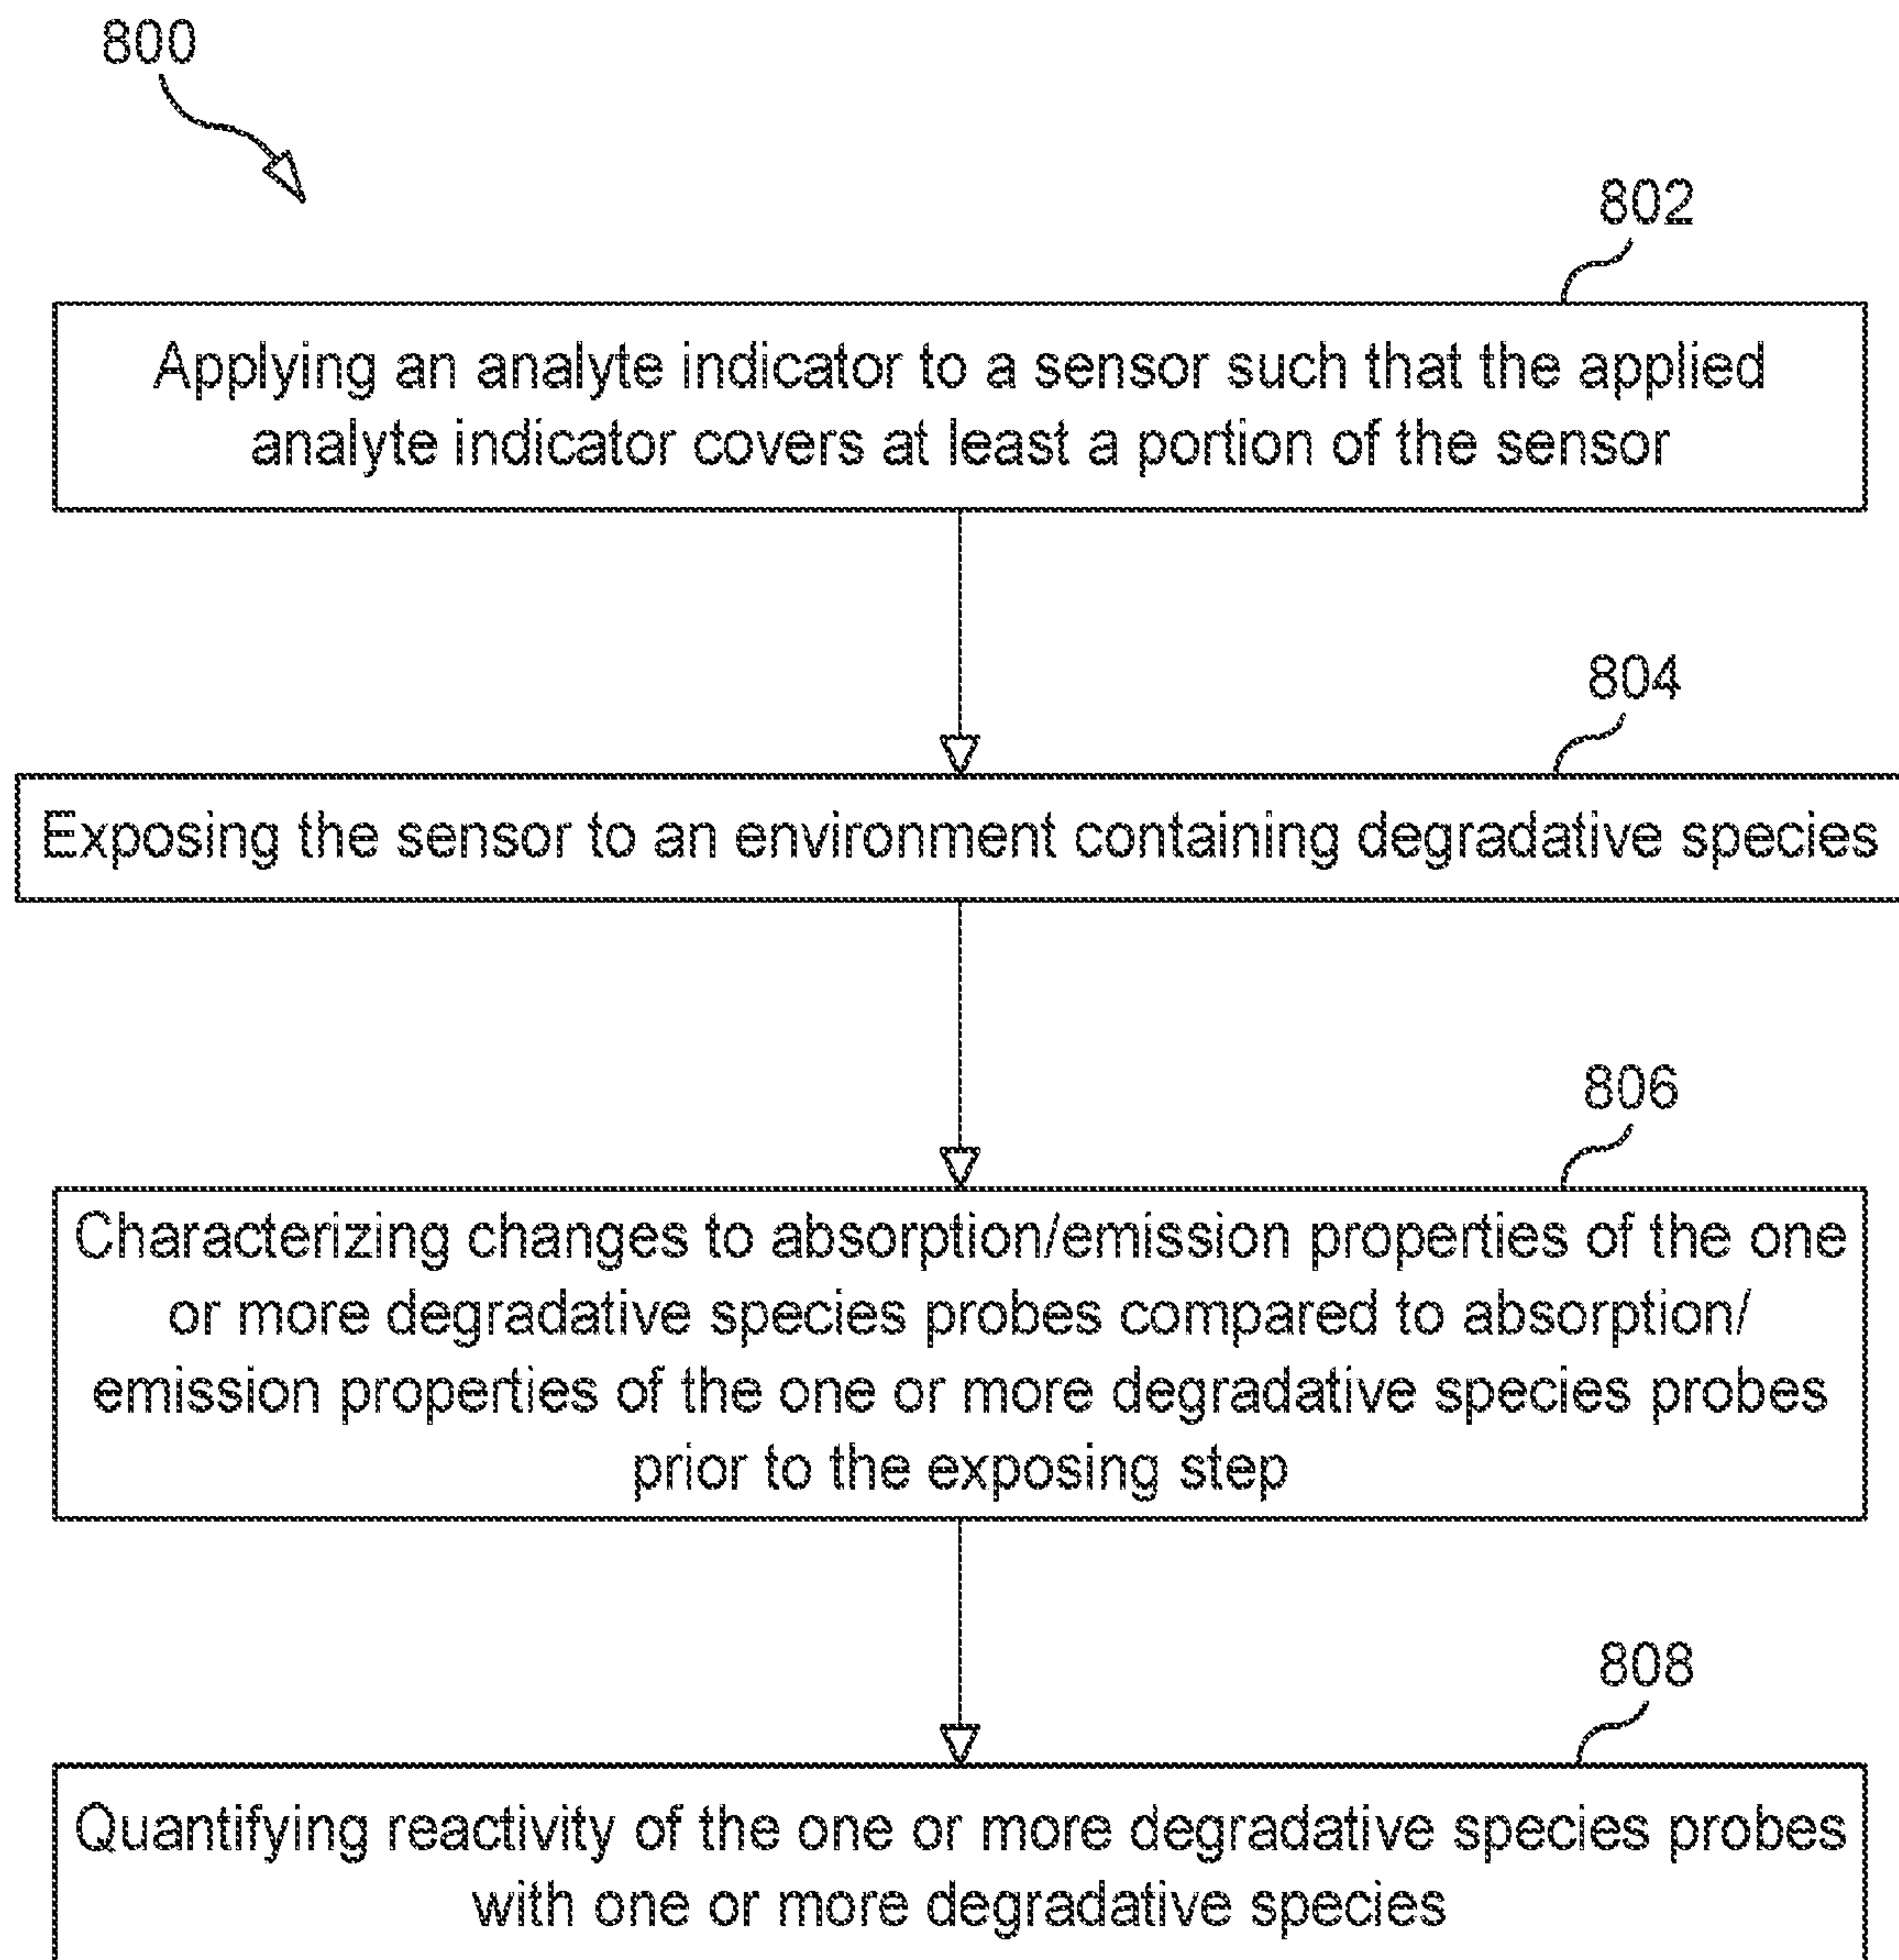 800
802
Applying an analyte indicator to a sensor such that the applied
analyte indicator covers at least a portion of the sensor
804
Exposing the sensor to an environment containing degradative species
806
Characterizing changes to absorption/emission properties of the one
or more degradative species probes compared to absorption/
emission properties of the one or more degradative species probes
prior to the exposing step
808
Quantifying reactivity of the one or more degradative species probes
with one or more degradative species